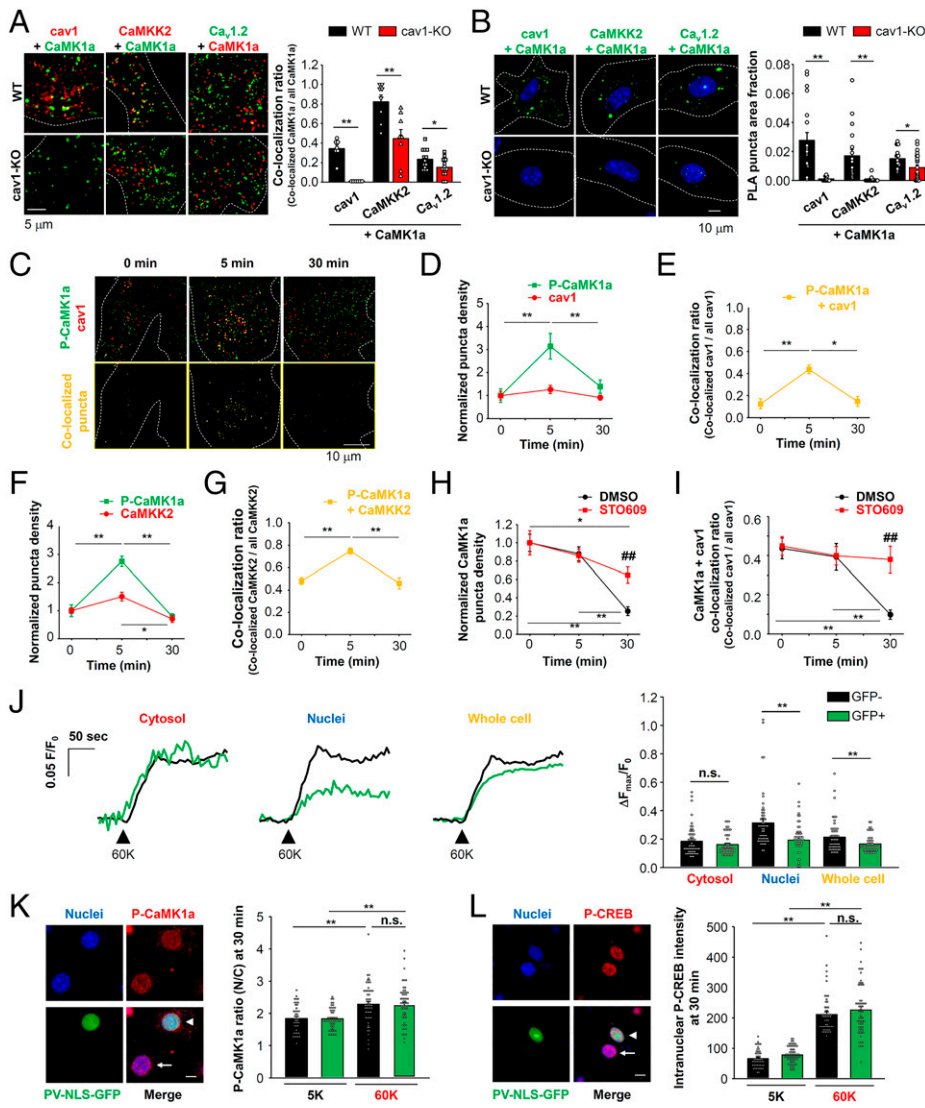 A
cav1
+ CaMK1a
CaMKK2
+ CaMK1a
Cav1.2
+ CaMK1a
WT
cav1-KO
5 µm
WT
cav1-KO
Co-localization ratio
(Co-localized CaMK1a / all CaMK1a)
1.0
0.8
0.6
0.4
0.2
0.0
**
**
*
cav1
CaMKK2
Cav1.2
+ CaMK1a
B
cav1
+ CaMK1a
CaMKK2
+ CaMK1a
Cav1.2
+ CaMK1a
WT
cav1-KO
10 µm
WT
cav1-KO
PLA puncta area fraction
0.09
0.06
0.03
0.00
**
**
*
cav1
CaMKK2
Cav1.2
+ CaMK1a
C
0 min
5 min
30 min
P-CaMK1a
cav1
Co-localized
puncta
10 µm
D
P-CaMK1a
cav1
Normalized puncta density
5
4
3
2
1
0
**
**
0
5
30
Time (min)
E
P-CaMK1a
+ cav1
Co-localization ratio
(Co-localized cav1 / all cav1)
1.0
0.8
0.6
0.4
0.2
0.0
**
*
0
5
30
Time (min)
F
P-CaMK1a
CaMKK2
Normalized puncta density
4
3
2
1
0
**
**
*
0
5
30
Time (min)
G
P-CaMK1a
+ CaMKK2
Co-localization ratio
(Co-localized CaMKK2 / all CaMKK2)
1.0
0.8
0.6
0.4
0.2
0.0
**
**
0
5
30
Time (min)
H
DMSO
STO609
Normalized CaMK1a
puncta density
1.2
1.0
0.8
0.6
0.4
0.2
0.0
*
##
**
**
0
5
30
Time (min)
I
DMSO
STO609
CaMK1a + cav1
co-localization ratio
(Co-localized cav1 / all cav1)
1.0
0.8
0.6
0.4
0.2
0.0
##
**
**
0
5
30
Time (min)
J
50 sec
0.05 F/F0
Cytosol
Nuclei
Whole cell
60K
60K
60K
GFP-
GFP+
ΔFmax/F0
1.2
1.0
0.8
0.6
0.4
0.2
0.0
n.s.
**
**
Cytosol
Nuclei
Whole cell
K
Nuclei
P-CaMK1a
PV-NLS-GFP
Merge
P-CaMK1a ratio (N/C) at 30 min
5
4
3
2
1
0
**
**
n.s.
5K
60K
L
Nuclei
P-CREB
PV-NLS-GFP
Merge
Intranuclear P-CREB intensity
at 30 min
500
400
300
200
100
0
**
**
n.s.
5K
60K